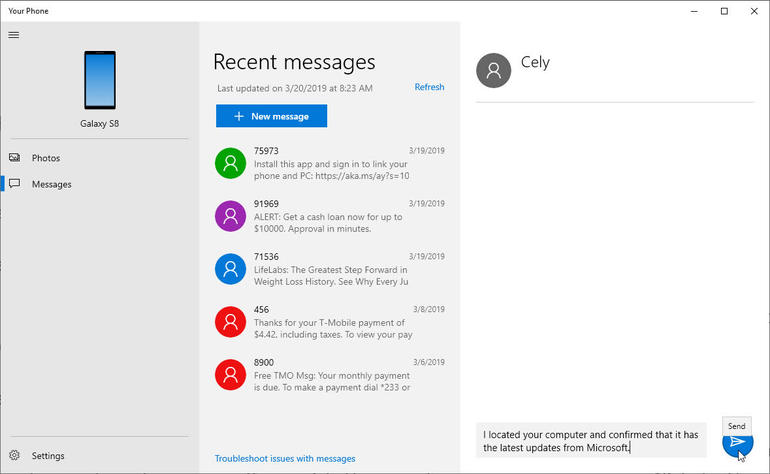 Your Phone
Galaxy S8
Photos
Messages
Settings
Recent messages
Last updated on 3/20/2019 at 8:23 AM
Refresh
+ New message
75973
3/19/2019
Install this app and sign in to link your
phone and PC: https://aka.ms/ay?s=10
91969
3/19/2019
ALERT: Get a cash loan now for up to
$10000. Approval in minutes.
71536
3/19/2019
LifeLabs: The Greatest Step Forward in
Weight Loss History. See Why Every Ju
456
3/8/2019
Thanks for your T-Mobile payment of
$4.42, including taxes. To view your pay
8900
3/6/2019
Free TMO Msg: Your monthly payment
is due. To make a payment dial *233 or
Troubleshoot issues with messages
Cely
I located your computer and confirmed that it has
the latest updates from Microsoft.
Send